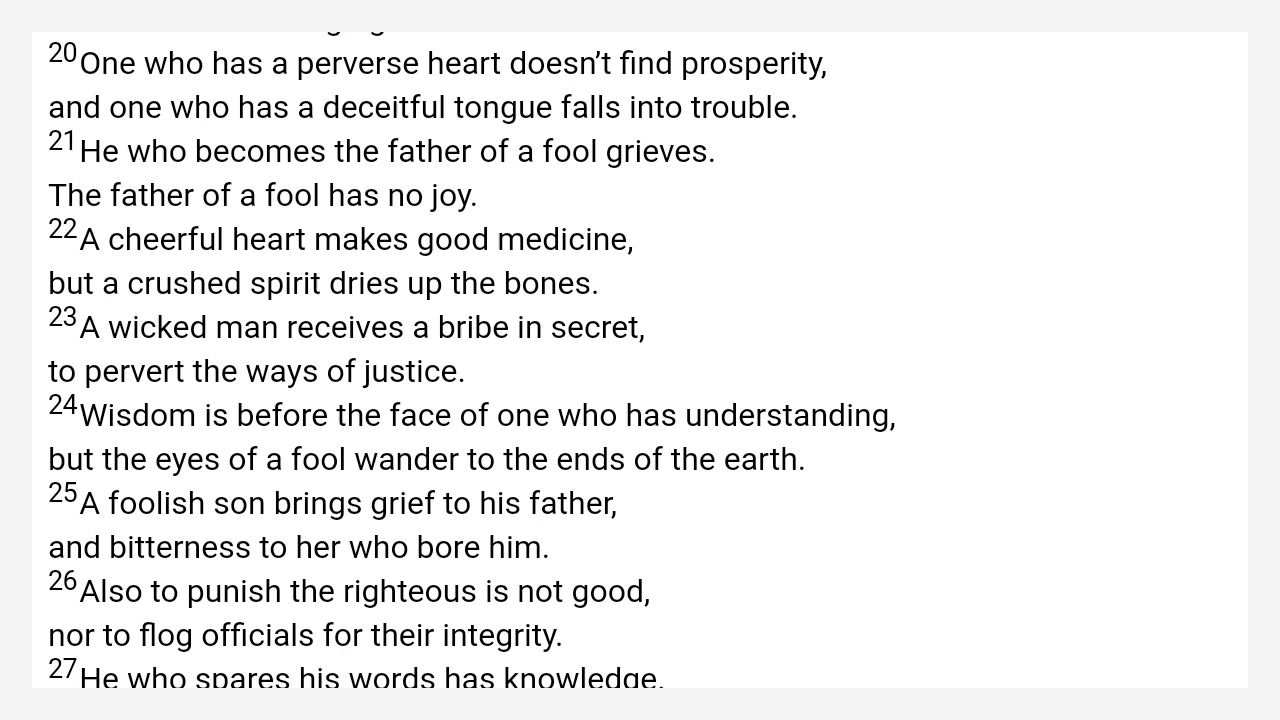 20One who has a perverse heart doesn’t find prosperity,
and one who has a deceitful tongue falls into trouble.
21He who becomes the father of a fool grieves.
The father of a fool has no joy.
22A cheerful heart makes good medicine,
but a crushed spirit dries up the bones.
23A wicked man receives a bribe in secret,
to pervert the ways of justice.
24Wisdom is before the face of one who has understanding,
but the eyes of a fool wander to the ends of the earth.
25A foolish son brings grief to his father,
and bitterness to her who bore him.
26Also to punish the righteous is not good,
nor to flog officials for their integrity.
27He who spares his words has knowledge.